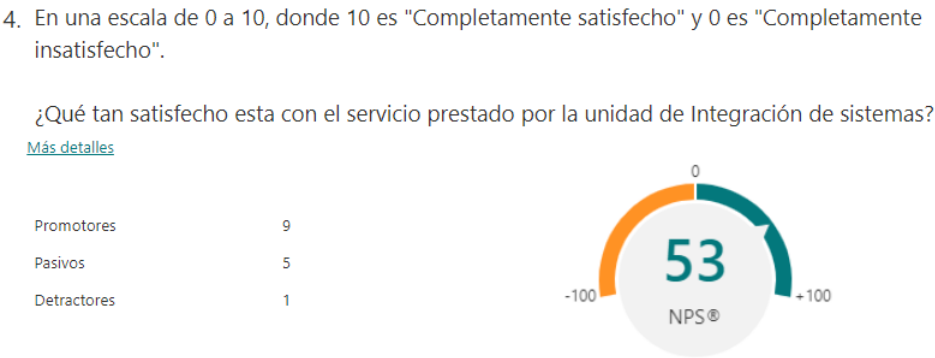 4. En una escala de 0 a 10, donde 10 es "Completamente satisfecho" y 0 es "Completamente
insatisfecho".
¿Qué tan satisfecho esta con el servicio prestado por la unidad de Integración de sistemas?
Más detalles
Promotores 9
Pasivos 5
Detractores 1
0
53
-100
+100
NPS®